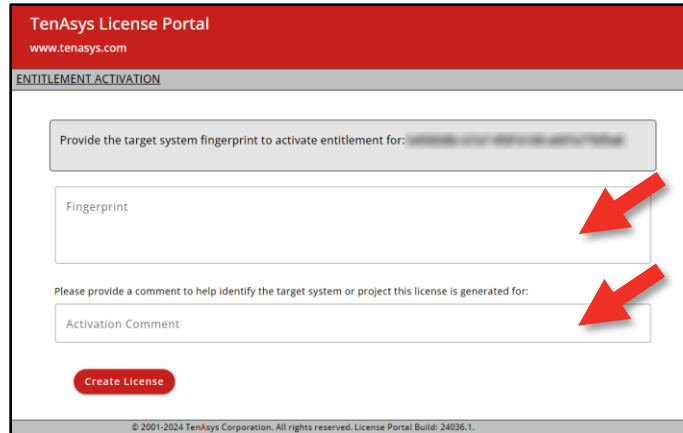 TenAsys License Portal
www.tenasys.com
ENTITLEMENT ACTIVATION
Provide the target system fingerprint to activate entitlement for:
Fingerprint
Please provide a comment to help identify the target system or project this license is generated for:
Activation Comment
Create License
© 2001-2024 TenAsys Corporation. All rights reserved. License Portal Build: 24036.1.